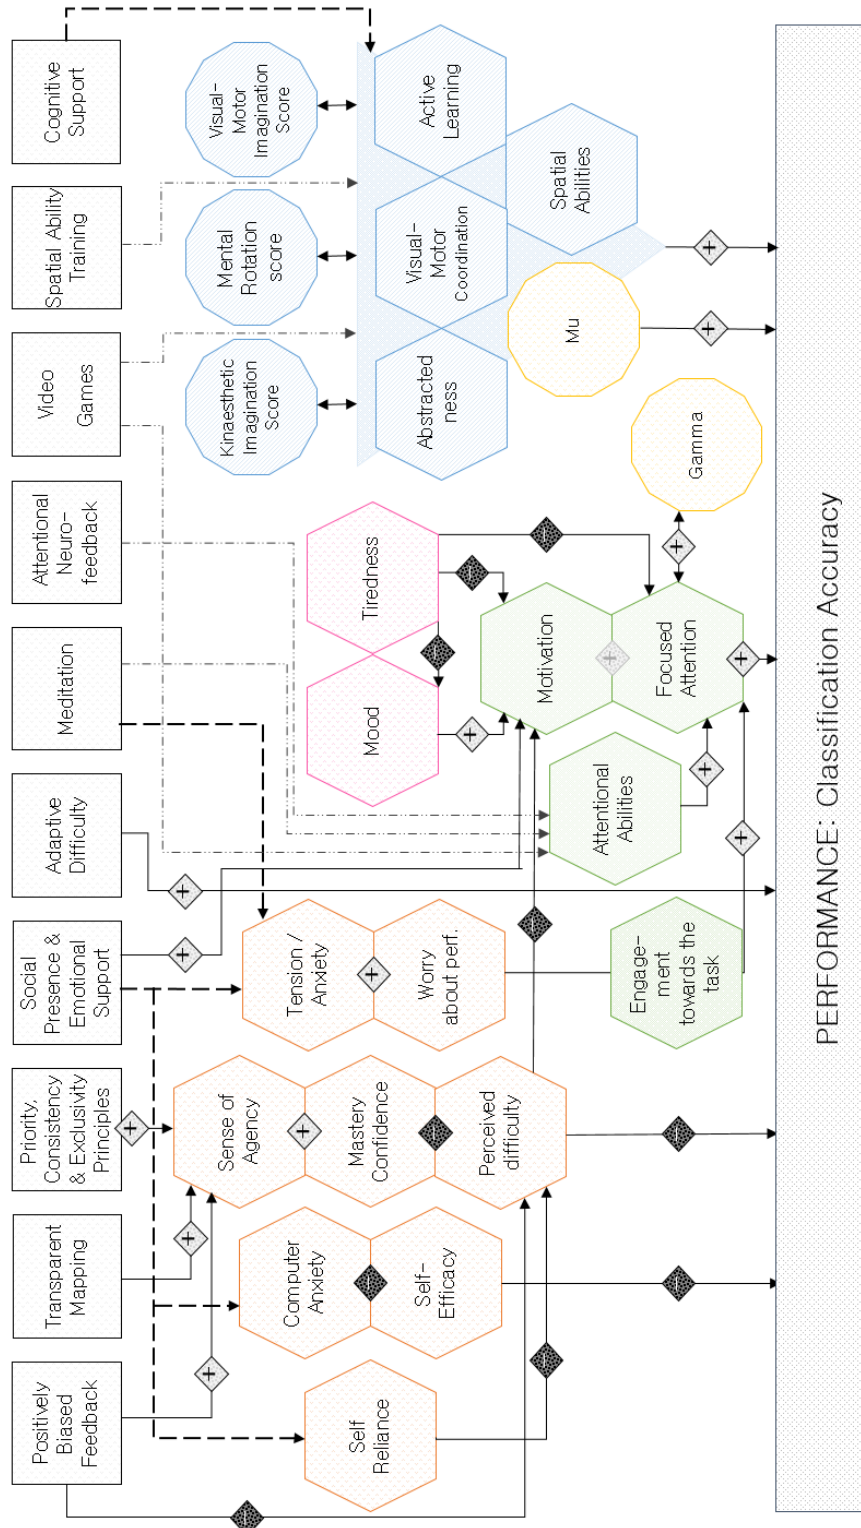 Positively
Biased
Feedback
Transparent
Mapping
Priority,
Consistency
& Exclusivity
Principles
Social
Presence &
Emotional
Support
Adaptive
Difficulty
Meditation
Attentional
Neuro-
feedback
Video
Games
Spatial Ability
Training
Cognitive
Support
Self
Reliance
Computer
Anxiety
Self-
Efficacy
Sense of
Agency
Mastery
Confidence
Perceived
difficulty
Tension /
Anxiety
Worry
about perf.
Engage-
ment
towards the
task
Attentional
Abilities
Mood
Tiredness
Motivation
Focused
Attention
Gamma
Kinaesthetic
Imagination
Score
Mental
Rotation
score
Visual-
Motor
Imagination
Score
Abstracted
ness
Visual-
Motor
Coordination
Active
Learning
Spatial
Abilities
Mu
PERFORMANCE: Classification Accuracy